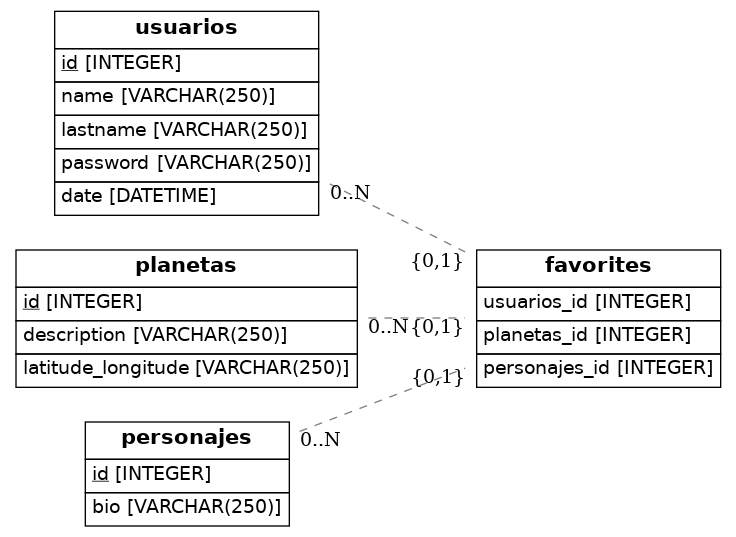 usuarios
id [INTEGER]
name [VARCHAR(250)]
lastname [VARCHAR(250)]
password [VARCHAR(250)]
date [DATETIME]
0..N
{0,1}
planetas
id [INTEGER]
description [VARCHAR(250)]
latitude_longitude [VARCHAR(250)]
0..N
{0,1}
favorites
usuarios_id [INTEGER]
planetas_id [INTEGER]
personajes_id [INTEGER]
{0,1}
personajes
id [INTEGER]
bio [VARCHAR(250)]
0..N